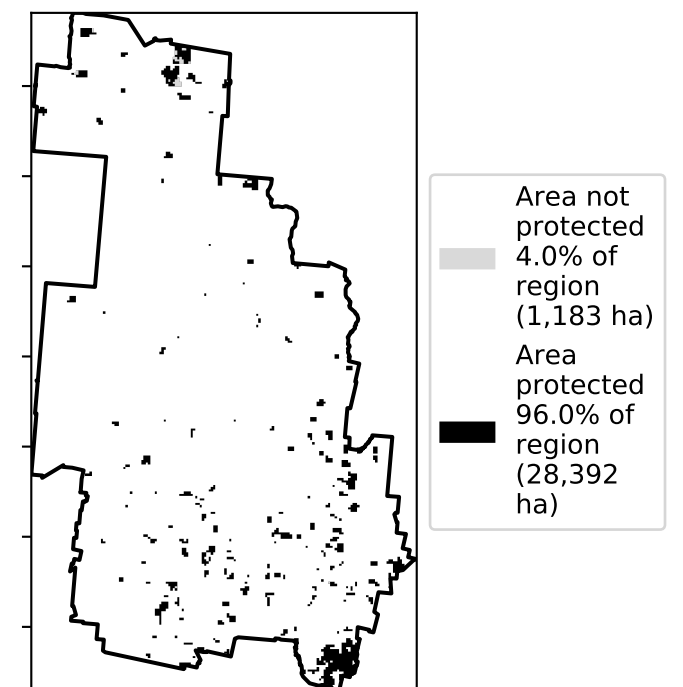 Area not
protected
4.0% of
region
(1,183 ha)
Area
protected
96.0% of
region
(28,392
ha)